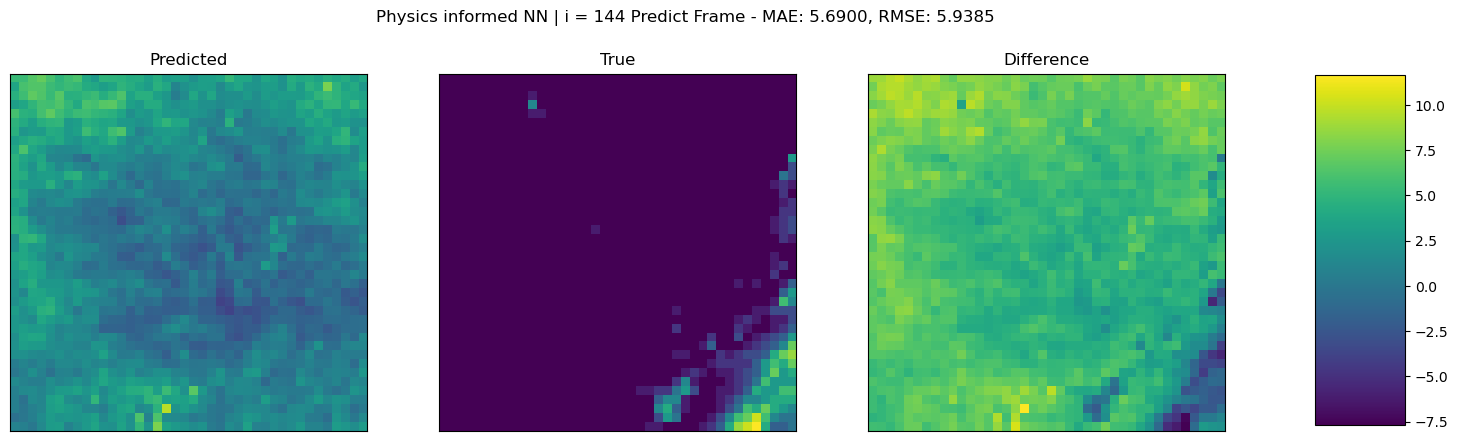 Physics informed NN | i = 144 Predict Frame - MAE: 5.6900, RMSE: 5.9385
Predicted
True
Difference
10.0
7.5
5.0
2.5
0.0
−2.5
−5.0
−7.5